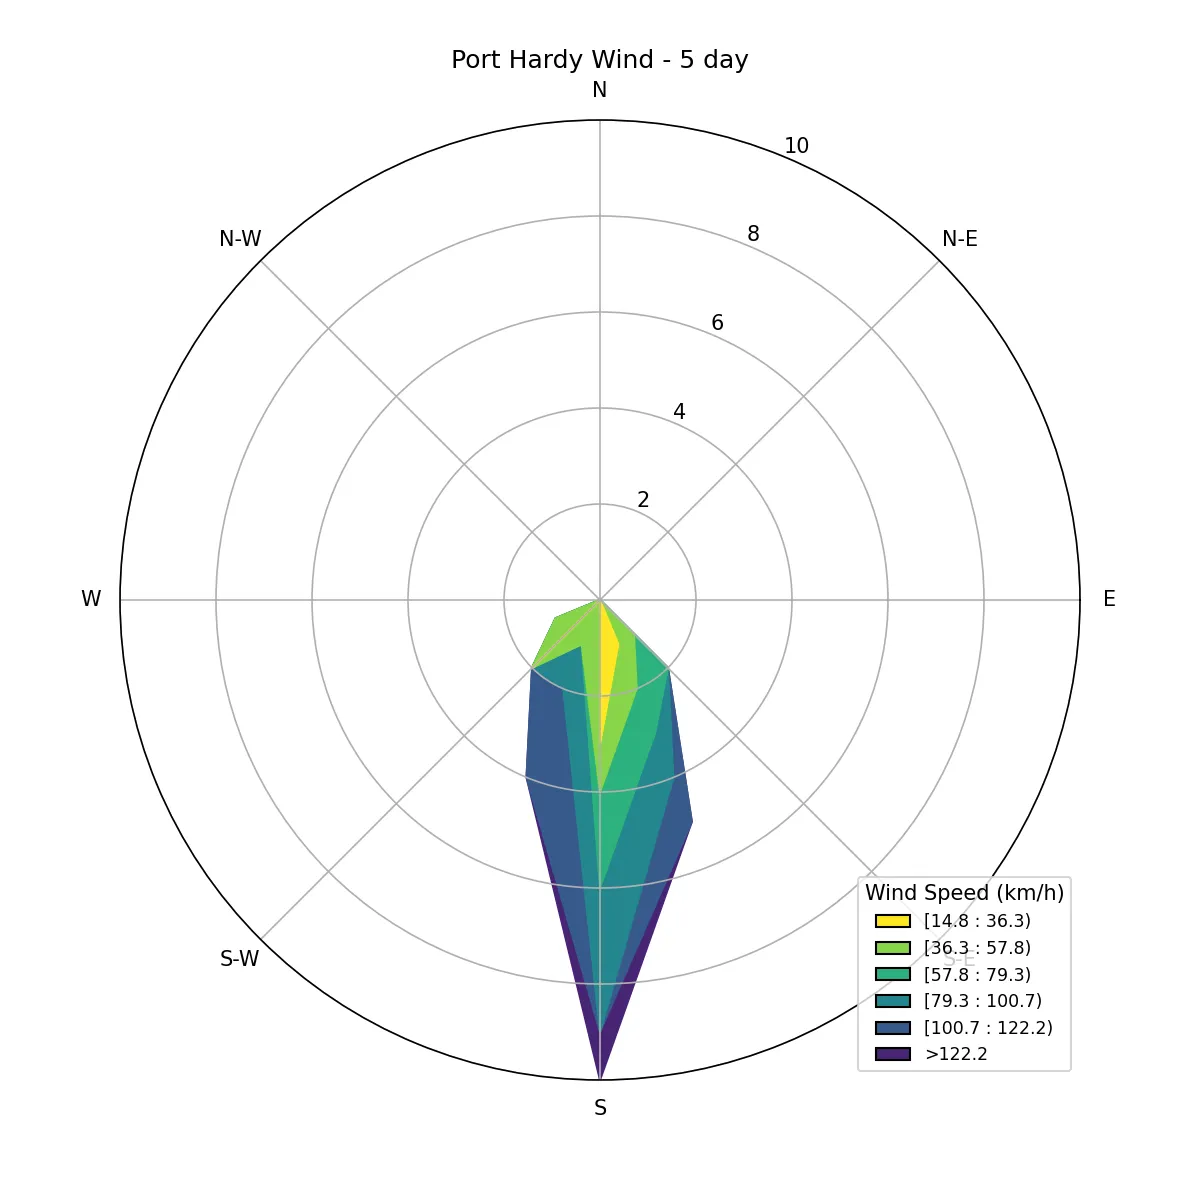 Port Hardy Wind - 5 day
N
10
N-W
N-E
8
6
4
2
W
E
Wind Speed (km/h)
[14.8 : 36.3)
[36.3 : 57.8)
S-W
S-E
[57.8 : 79.3)
[79.3 : 100.7)
[100.7 : 122.2)
>122.2
S